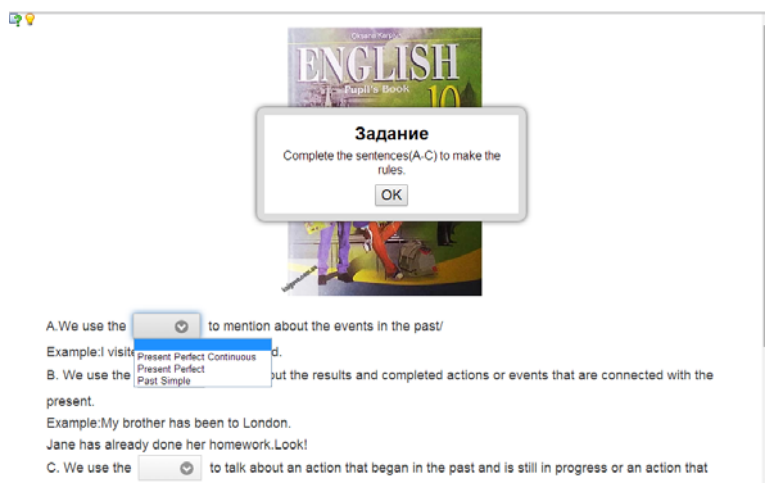 Oksana Karpiuk
ENGLISH
Pupil's Book 10
Задание
Complete the sentences(A-C) to make the
rules.
OK
knigivon.com.ua
A.We use the to mention about the events in the past/
Example:I visite d.
Present Perfect Continuous
Present Perfect
Past Simple
B. We use the out the results and completed actions or events that are connected with the
present.
Example:My brother has been to London.
Jane has already done her homework.Look!
C. We use the to talk about an action that began in the past and is still in progress or an action that